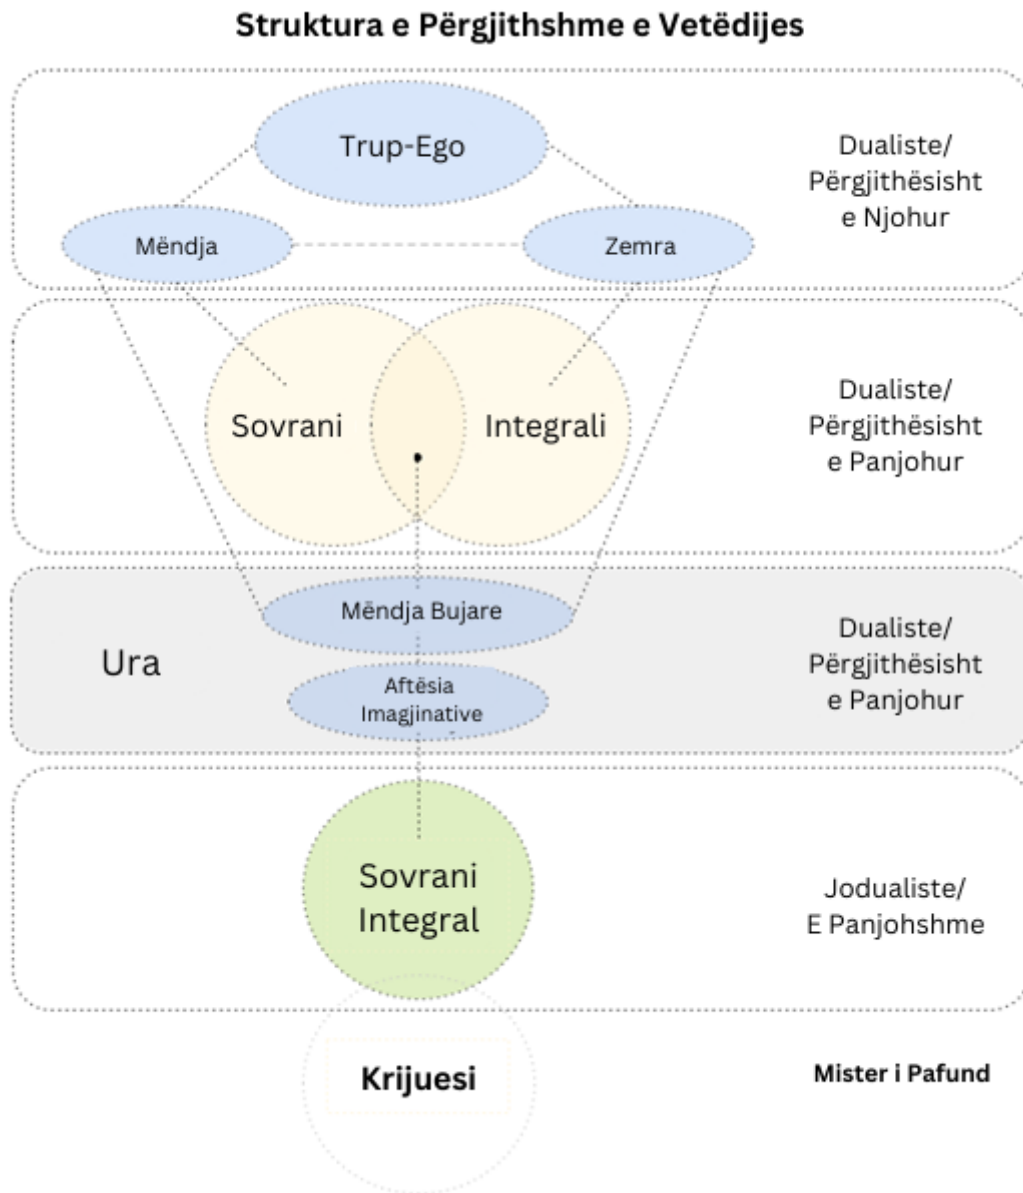 Struktura e Përgjithshme e Vetëdijes
Trup-Ego
Mëndja
Zemra
Dualiste/
Përgjithësisht
e Njohur
Sovrani
Integrali
Dualiste/
Përgjithësisht
e Panjohur
Ura
Mëndja Bujare
Aftësia
Imagjinative
Dualiste/
Përgjithësisht
e Panjohur
Sovrani
Integral
Jodualiste/
E Panjohshme
Krijuesi
Mister i Pafund